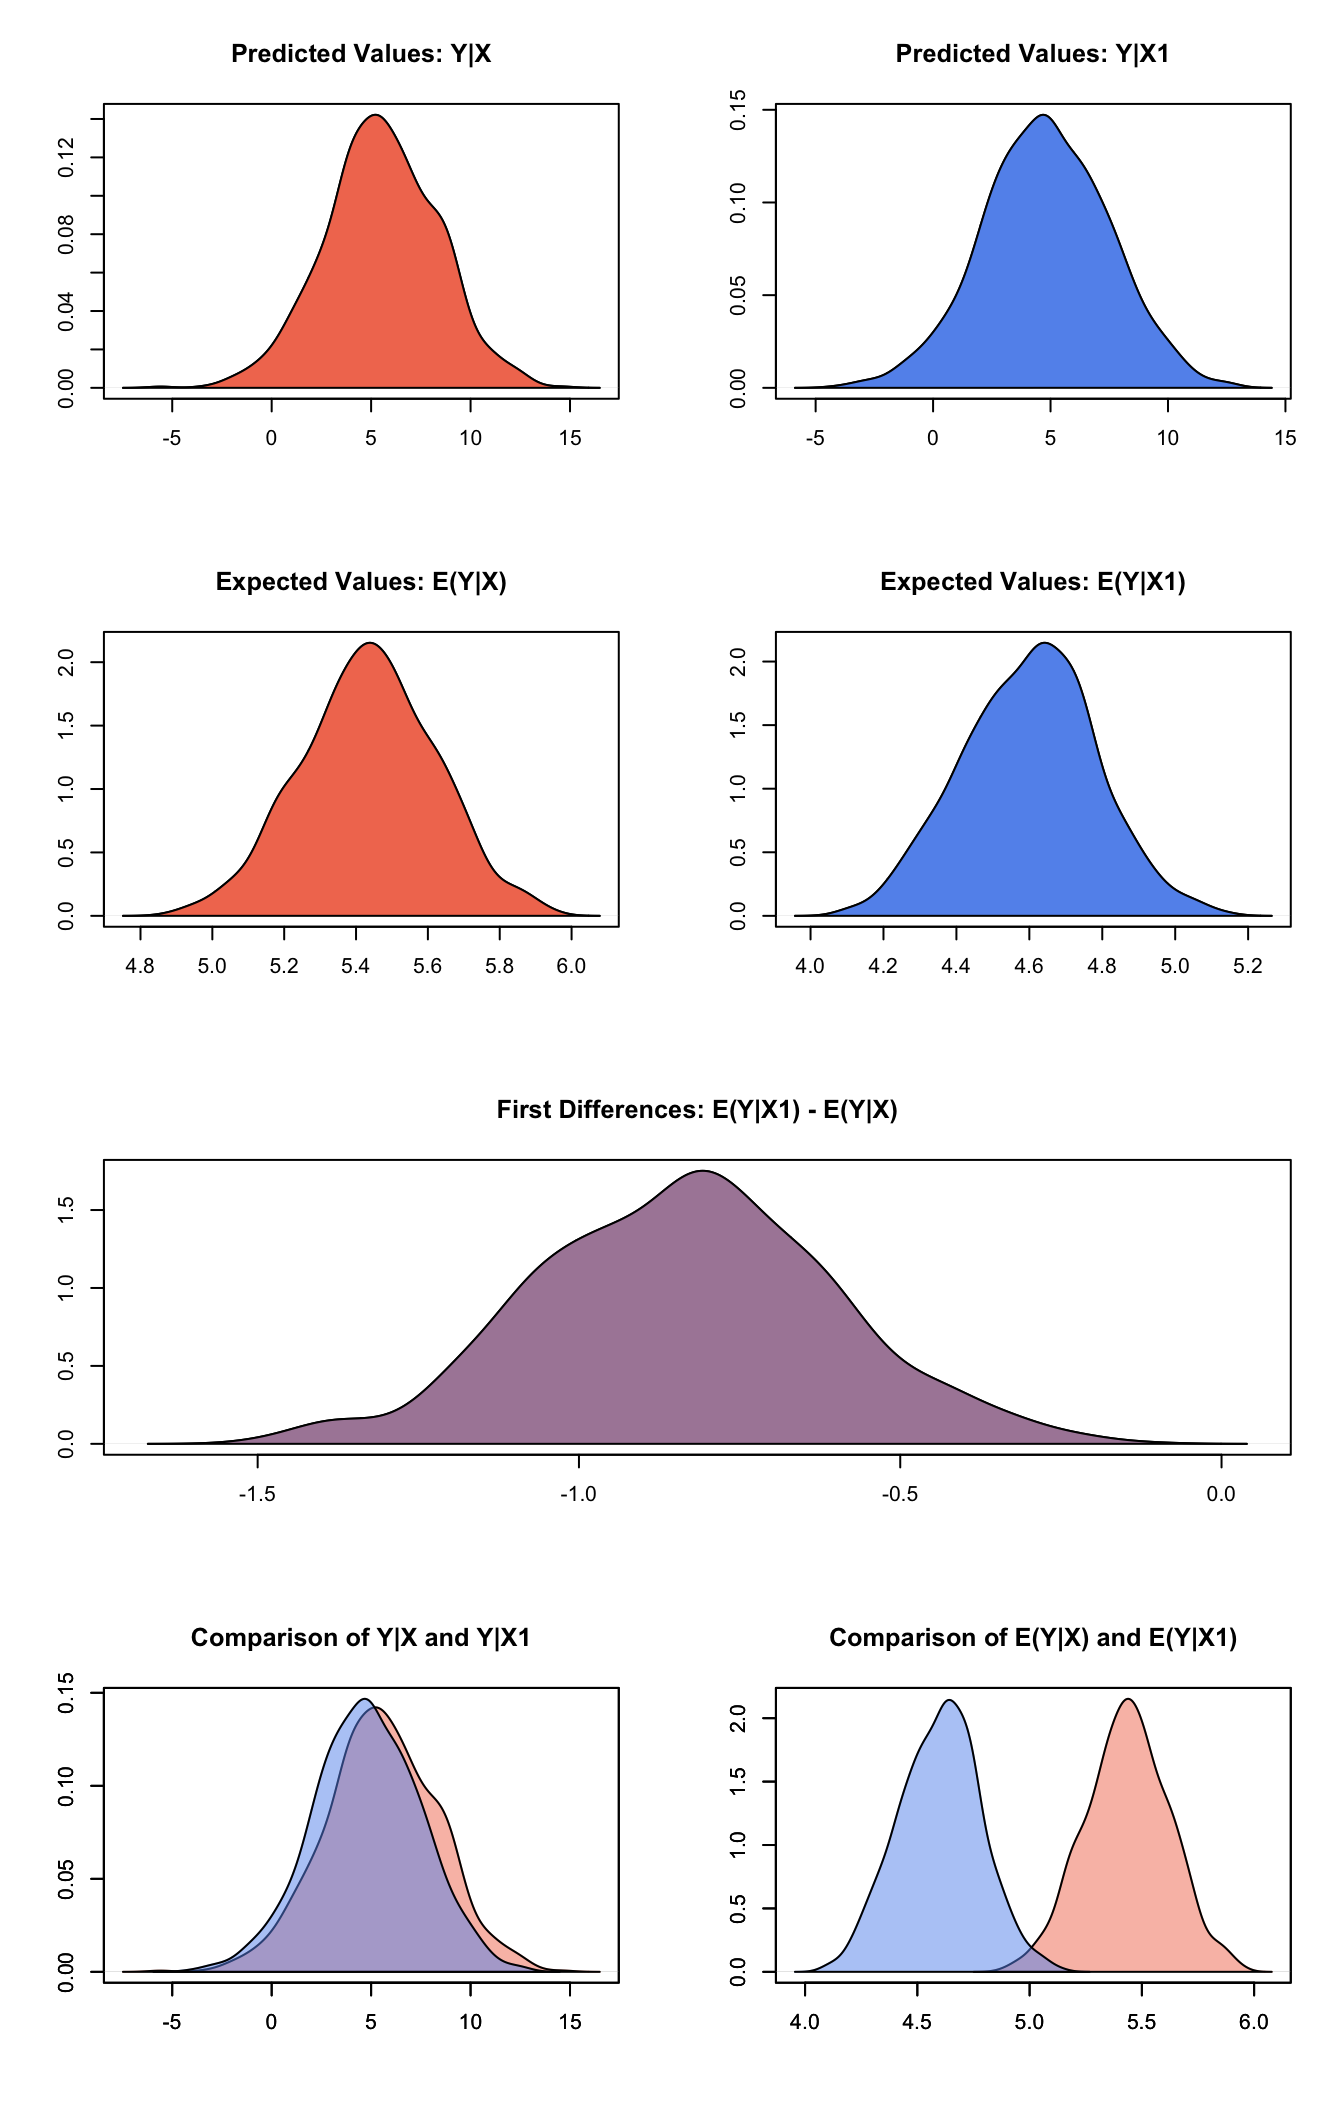 Predicted Values: Y|X
0.00 0.04 0.08 0.12
-5 0 5 10 15
Predicted Values: Y|X1
0.00 0.05 0.10 0.15
-5 0 5 10 15
Expected Values: E(Y|X)
0.0 0.5 1.0 1.5 2.0
4.8 5.0 5.2 5.4 5.6 5.8 6.0
Expected Values: E(Y|X1)
0.0 0.5 1.0 1.5 2.0
4.0 4.2 4.4 4.6 4.8 5.0 5.2
First Differences: E(Y|X1) - E(Y|X)
0.0 0.5 1.0 1.5
-1.5 -1.0 -0.5 0.0
Comparison of Y|X and Y|X1
0.00 0.05 0.10 0.15
-5 0 5 10 15
Comparison of E(Y|X) and E(Y|X1)
0.0 0.5 1.0 1.5 2.0
4.0 4.5 5.0 5.5 6.0